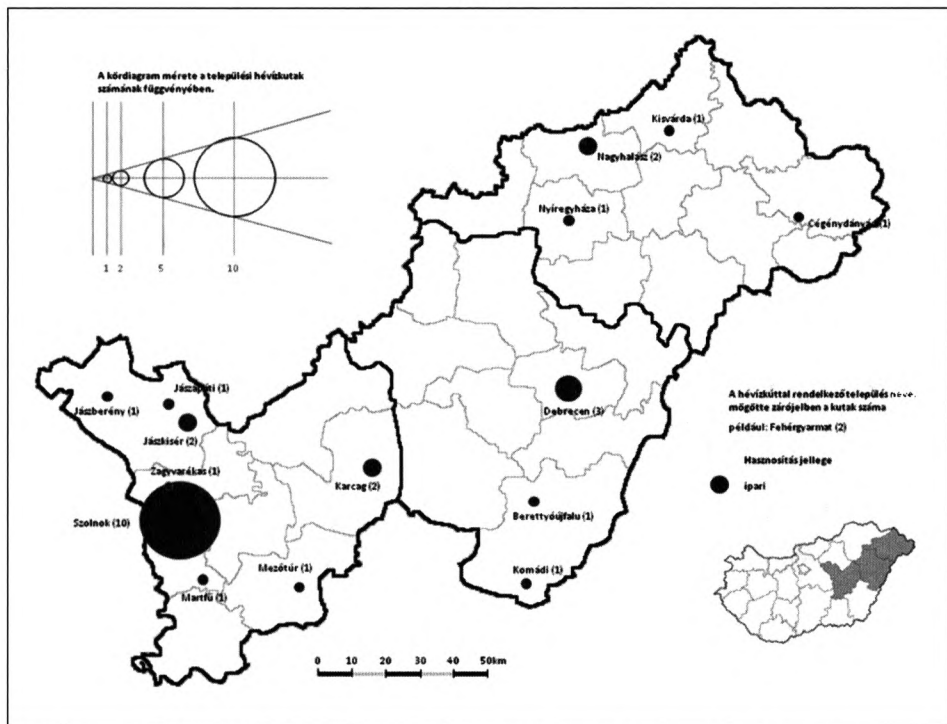 A kördiagram mérete a települési hévízkutak
számának függvényében.
1 2 5 10
Kisvárda (1)
Nagyhalász (2)
Nyíregyháza (1)
Cégénydányád (1)
Jászapáti (1)
Jászberény (1)
Jászkisér (2)
Debrecen (3)
A hévízkúttal rendelkező település neve,
mögötte zárójelben a kutak száma
például: Fehérgyarmat (2)
Hasznosítás jellege
ipari
Zagyvarékas (1)
Karcag (2)
Szolnok (10)
Berettyóújfalu (1)
Mezőtúr (1)
Komádi (1)
Martfű (1)
0 10 20 30 40 50km